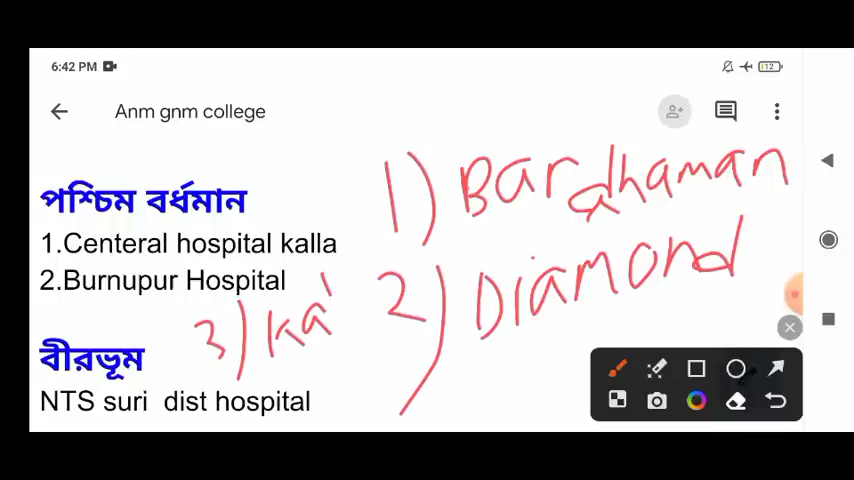 6:42 PM
12
Anm gnm college
পশ্চিম বর্ধমান
1.Centeral hospital kalla
2.Burnupur Hospital
বীরভূম
NTS suri dist hospital
1) Bardhaman
2) Diamond
3) Ka